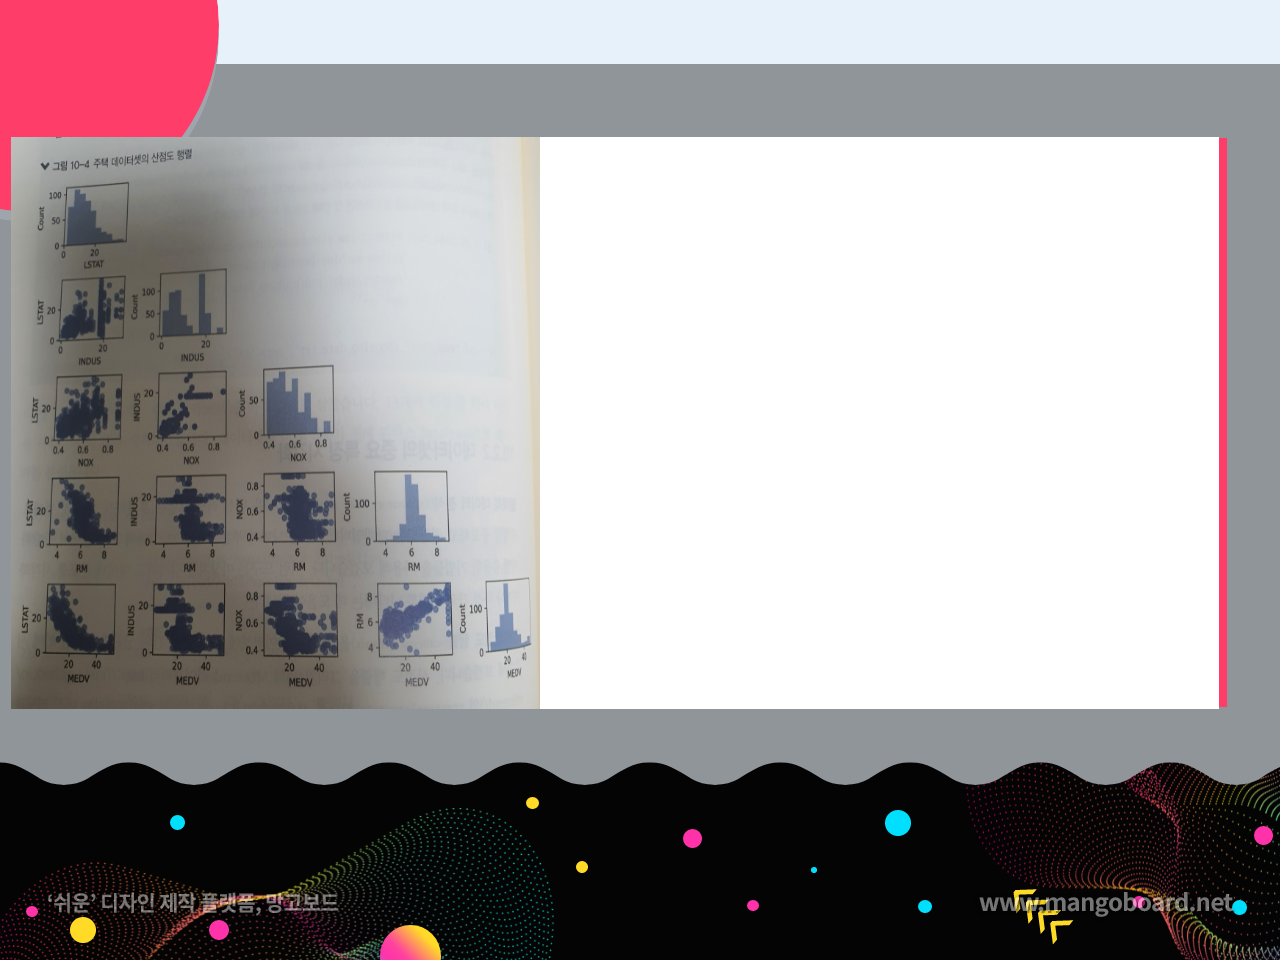 그림 10-4 주택 데이터셋의 산점도 행렬
100
50
0
Count
0 20
LSTAT
LSTAT
20
0
0 20
INDUS
Count
100
50
0
0 20
INDUS
LSTAT
20
0
0.4 0.6 0.8
NOX
INDUS
20
0
0.4 0.6 0.8
NOX
Count
50
0
0.4 0.6 0.8
NOX
LSTAT
20
0
4 6 8
RM
INDUS
20
0
4 6 8
RM
NOX
0.8
0.6
0.4
4 6 8
RM
Count
100
0
4 6 8
RM
LSTAT
20
0
20 40
MEDV
INDUS
20
0
20 40
MEDV
NOX
0.8
0.6
0.4
20 40
MEDV
RM
8
6
4
20 40
MEDV
Count
100
0
20
MEDV
‘쉬운’ 디자인 제작 플랫폼, 망고보드
www.mangoboard.net